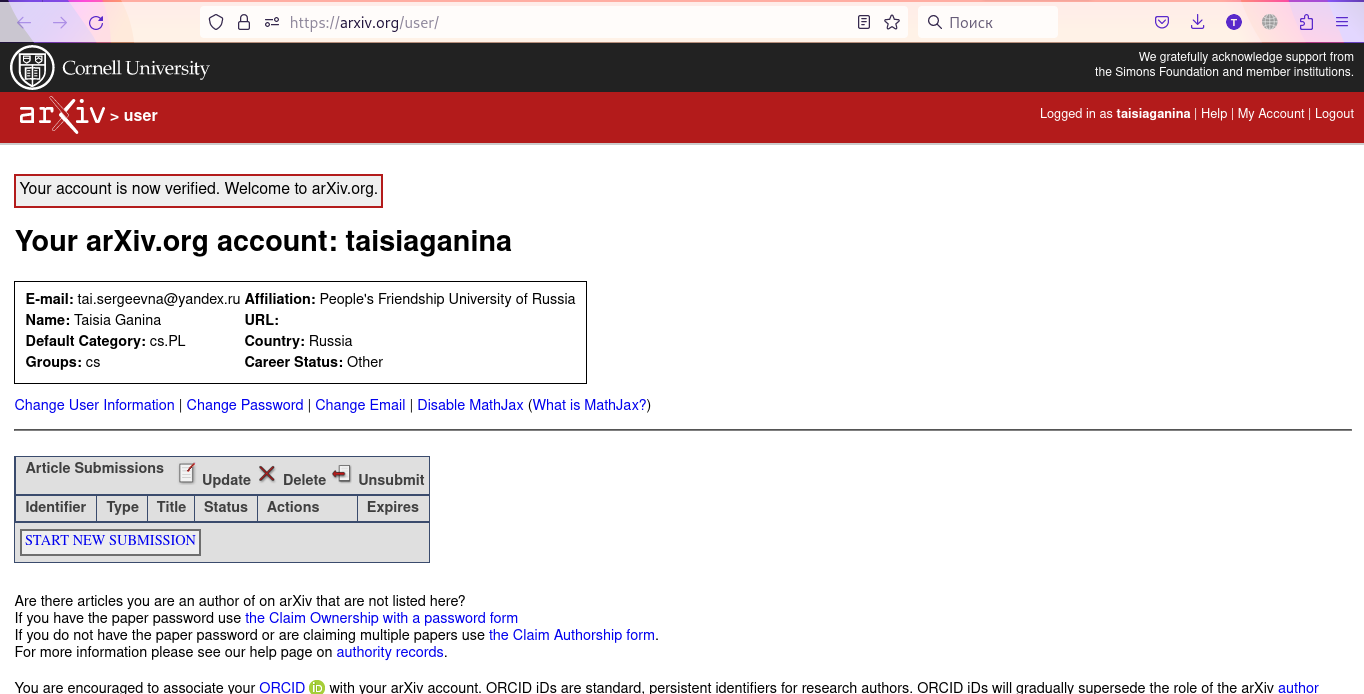 https://arxiv.org/user/
Поиск
T
Cornell University
We gratefully acknowledge support from
the Simons Foundation and member institutions.
arXiv > user
Logged in as taisiaganina | Help | My Account | Logout
Your account is now verified. Welcome to arXiv.org.
Your arXiv.org account: taisiaganina
E-mail: tai.sergeevna@yandex.ru Affiliation: People's Friendship University of Russia
Name: Taisia Ganina URL:
Default Category: cs.PL Country: Russia
Groups: cs Career Status: Other
Change User Information | Change Password | Change Email | Disable MathJax (What is MathJax?)
Article Submissions Update Delete Unsubmit
Identifier Type Title Status Actions Expires
START NEW SUBMISSION
Are there articles you are an author of on arXiv that are not listed here?
If you have the paper password use the Claim Ownership with a password form
If you do not have the paper password or are claiming multiple papers use the Claim Authorship form.
For more information please see our help page on authority records.
You are encouraged to associate your ORCID iD with your arXiv account. ORCID iDs are standard, persistent identifiers for research authors. ORCID iDs will gradually supersede the role of the arXiv author